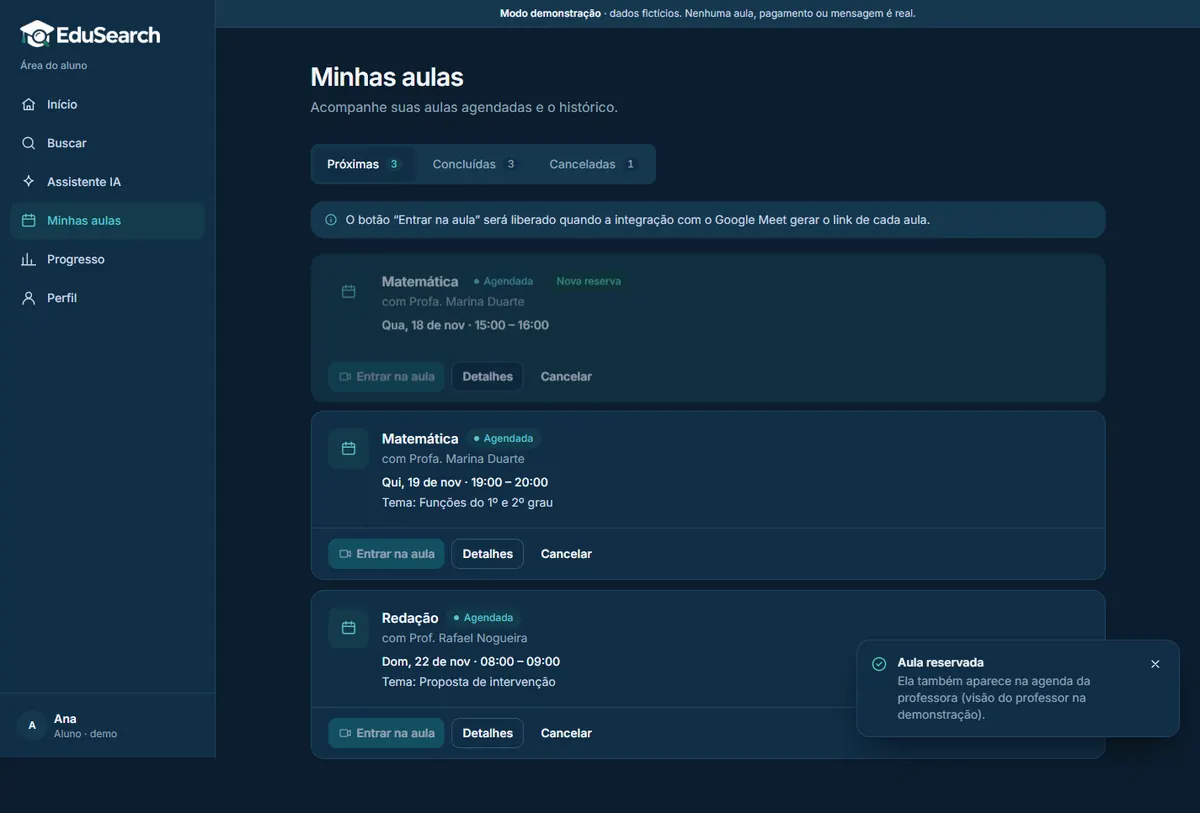 Modo demonstração · dados fictícios. Nenhuma aula, pagamento ou mensagem é real.
EduSearch
Área do aluno
Início
Buscar
Assistente IA
Minhas aulas
Progresso
Perfil
A
Ana
Aluno · demo
Minhas aulas
Acompanhe suas aulas agendadas e o histórico.
Próximas 3 Concluídas 3 Canceladas 1
O botão “Entrar na aula” será liberado quando a integração com o Google Meet gerar o link de cada aula.
Matemática • Agendada Nova reserva
com Profa. Marina Duarte
Qua, 18 de nov · 15:00 – 16:00
Entrar na aula Detalhes Cancelar
Matemática • Agendada
com Profa. Marina Duarte
Qui, 19 de nov · 19:00 – 20:00
Tema: Funções do 1º e 2º grau
Entrar na aula Detalhes Cancelar
Redação • Agendada
com Prof. Rafael Nogueira
Dom, 22 de nov · 08:00 – 09:00
Tema: Proposta de intervenção
Entrar na aula Detalhes Cancelar
Aula reservada
Ela também aparece na agenda da
professora (visão do professor na
demonstração).